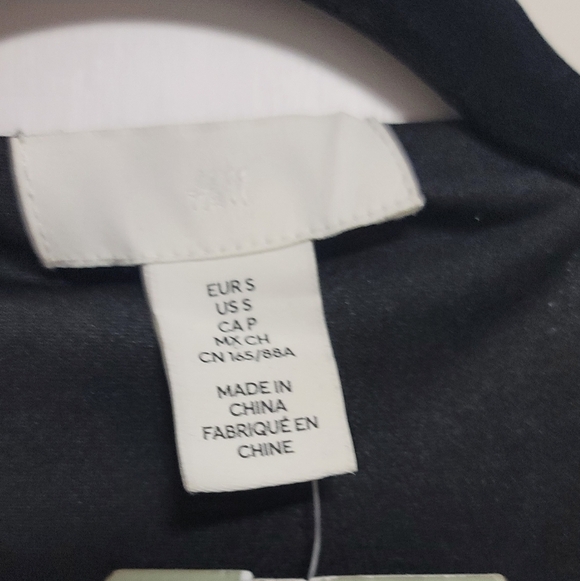 EUR S
US S
CA P
MX CH
CN 165/88A
MADE IN
CHINA
FABRIQUÉ EN
CHINE